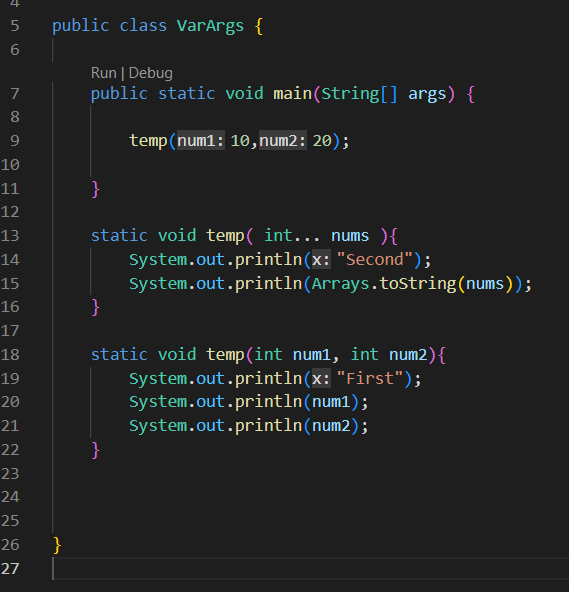 4
5 public class VarArgs {
6
Run | Debug
7 public static void main(String[] args) {
8
9 temp(num1: 10,num2: 20);
10
11 }
12
13 static void temp( int... nums ){
14 System.out.println(x: "Second");
15 System.out.println(Arrays.toString(nums));
16 }
17
18 static void temp(int num1, int num2){
19 System.out.println(x: "First");
20 System.out.println(num1);
21 System.out.println(num2);
22 }
23
24
25
26 }
27